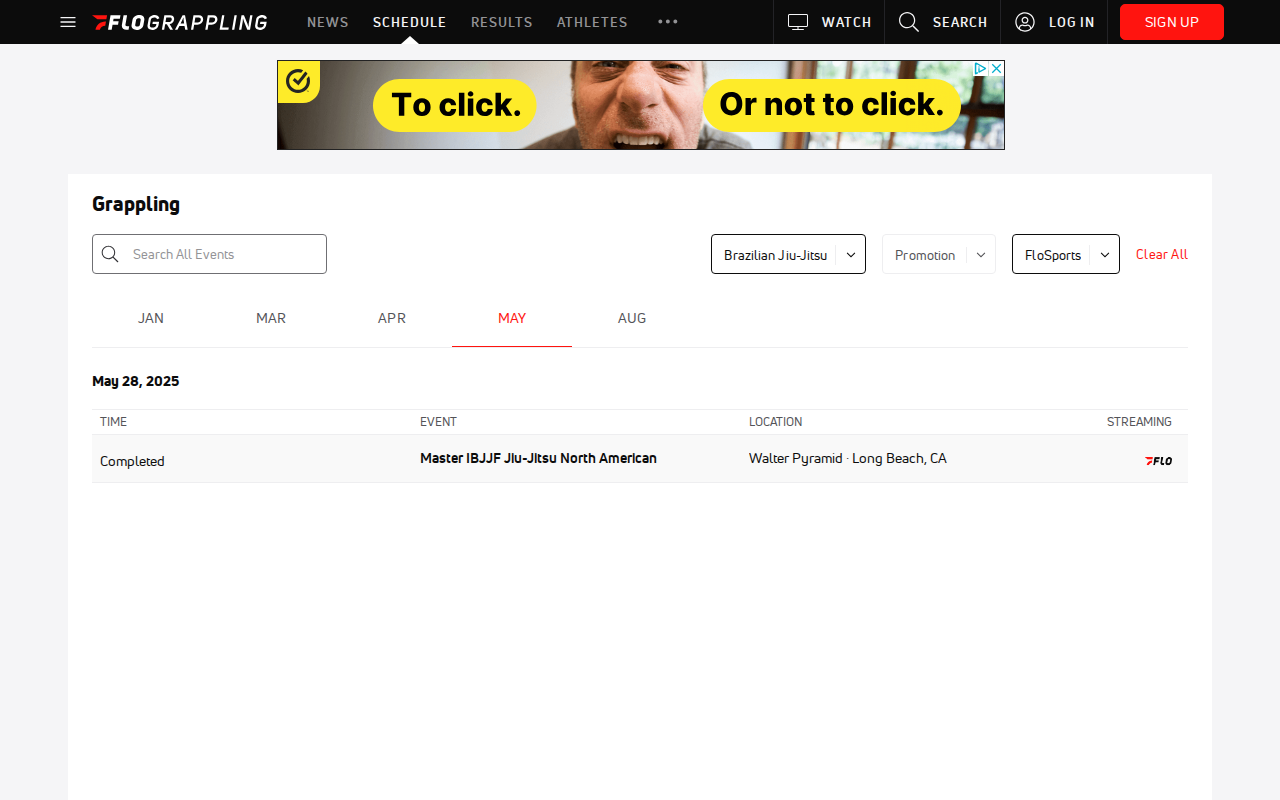 FLOGRAPPLING NEWS SCHEDULE RESULTS ATHLETES WATCH SEARCH LOG IN SIGN UP
To click. Or not to click.
Grappling
Search All Events Brazilian Jiu-Jitsu Promotion FloSports Clear All
JAN MAR APR MAY AUG
May 28, 2025
TIME EVENT LOCATION STREAMING
Completed Master IBJJF Jiu-Jitsu North American Walter Pyramid · Long Beach, CA FLO